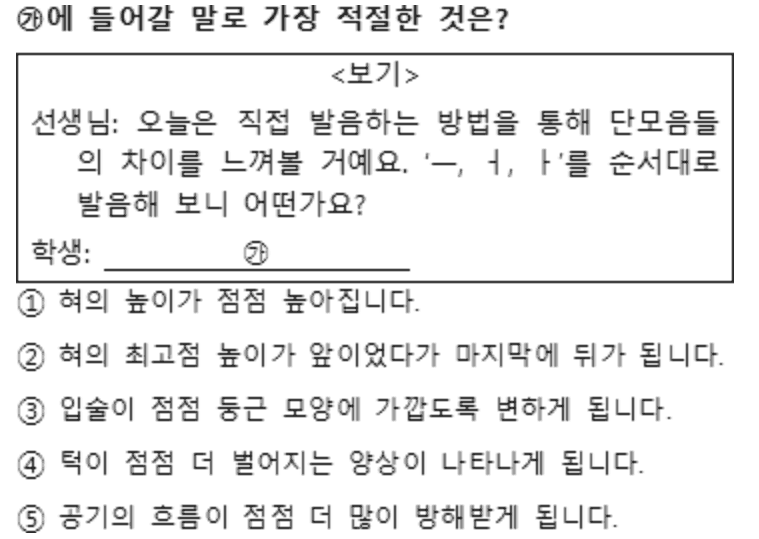 ㉮에 들어갈 말로 가장 적절한 것은?
<보기>
선생님: 오늘은 직접 발음하는 방법을 통해 단모음들
의 차이를 느껴볼 거예요. ‘ㅡ, ㅓ, ㅏ’를 순서대로
발음해 보니 어떤가요?
학생: ㉮
① 혀의 높이가 점점 높아집니다.
② 혀의 최고점 높이가 앞이었다가 마지막에 뒤가 됩니다.
③ 입술이 점점 둥근 모양에 가깝도록 변하게 됩니다.
④ 턱이 점점 더 벌어지는 양상이 나타나게 됩니다.
⑤ 공기의 흐름이 점점 더 많이 방해받게 됩니다.